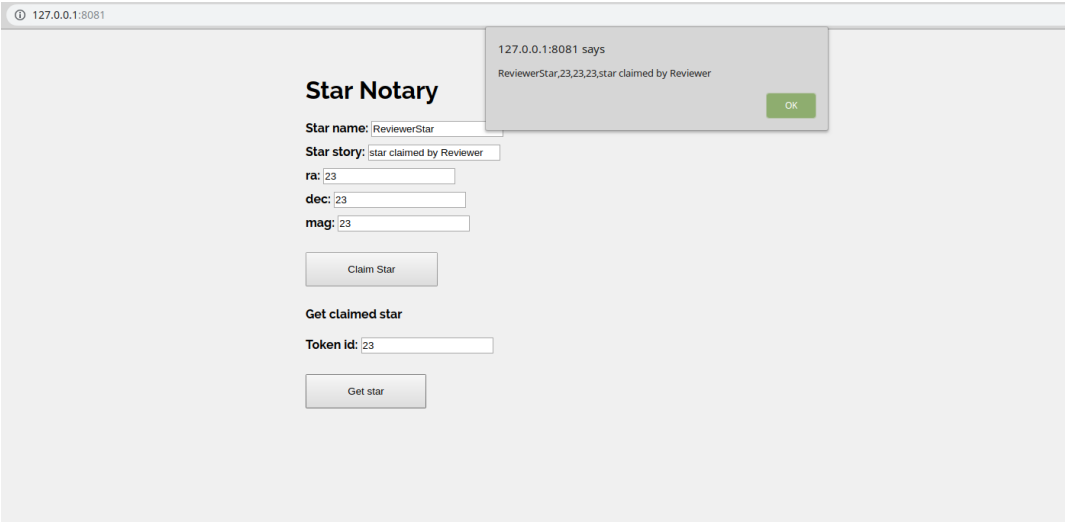 127.0.0.1:8081
127.0.0.1:8081 says
ReviewerStar,23,23,23,star claimed by Reviewer
OK
Star Notary
Star name: ReviewerStar
Star story: star claimed by Reviewer
ra: 23
dec: 23
mag: 23
Claim Star
Get claimed star
Token id: 23
Get star